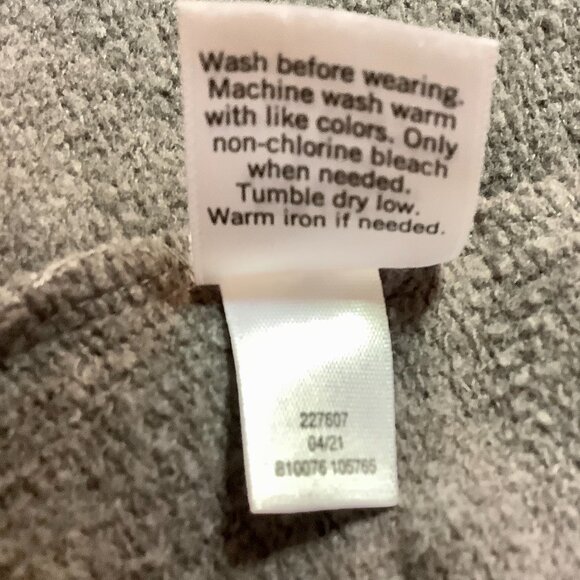 Wash before wearing.
Machine wash warm
with like colors. Only
non-chlorine bleach
when needed.
Tumble dry low.
Warm iron if needed.
227607
04/21
810076 105765